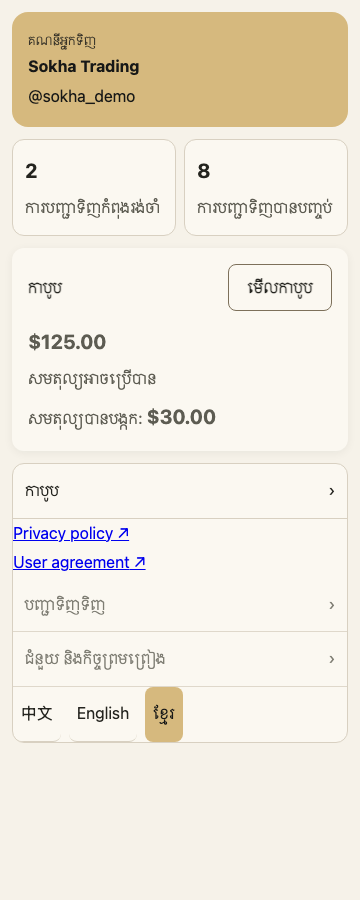 គណនីអ្នកទិញ
Sokha Trading
@sokha_demo
2
ការបញ្ជាទិញកំពុងរង់ចាំ
8
ការបញ្ជាទិញបានបញ្ចប់
កាបូប
មើលកាបូប
$125.00
សមតុល្យអាចប្រើបាន
សមតុល្យបានបង្កក: $30.00
កាបូប ›
Privacy policy ↗
User agreement ↗
បញ្ជាទិញទិញ ›
ជំនួយ និងកិច្ចព្រមព្រៀង ›
中文 English ខ្មែរ